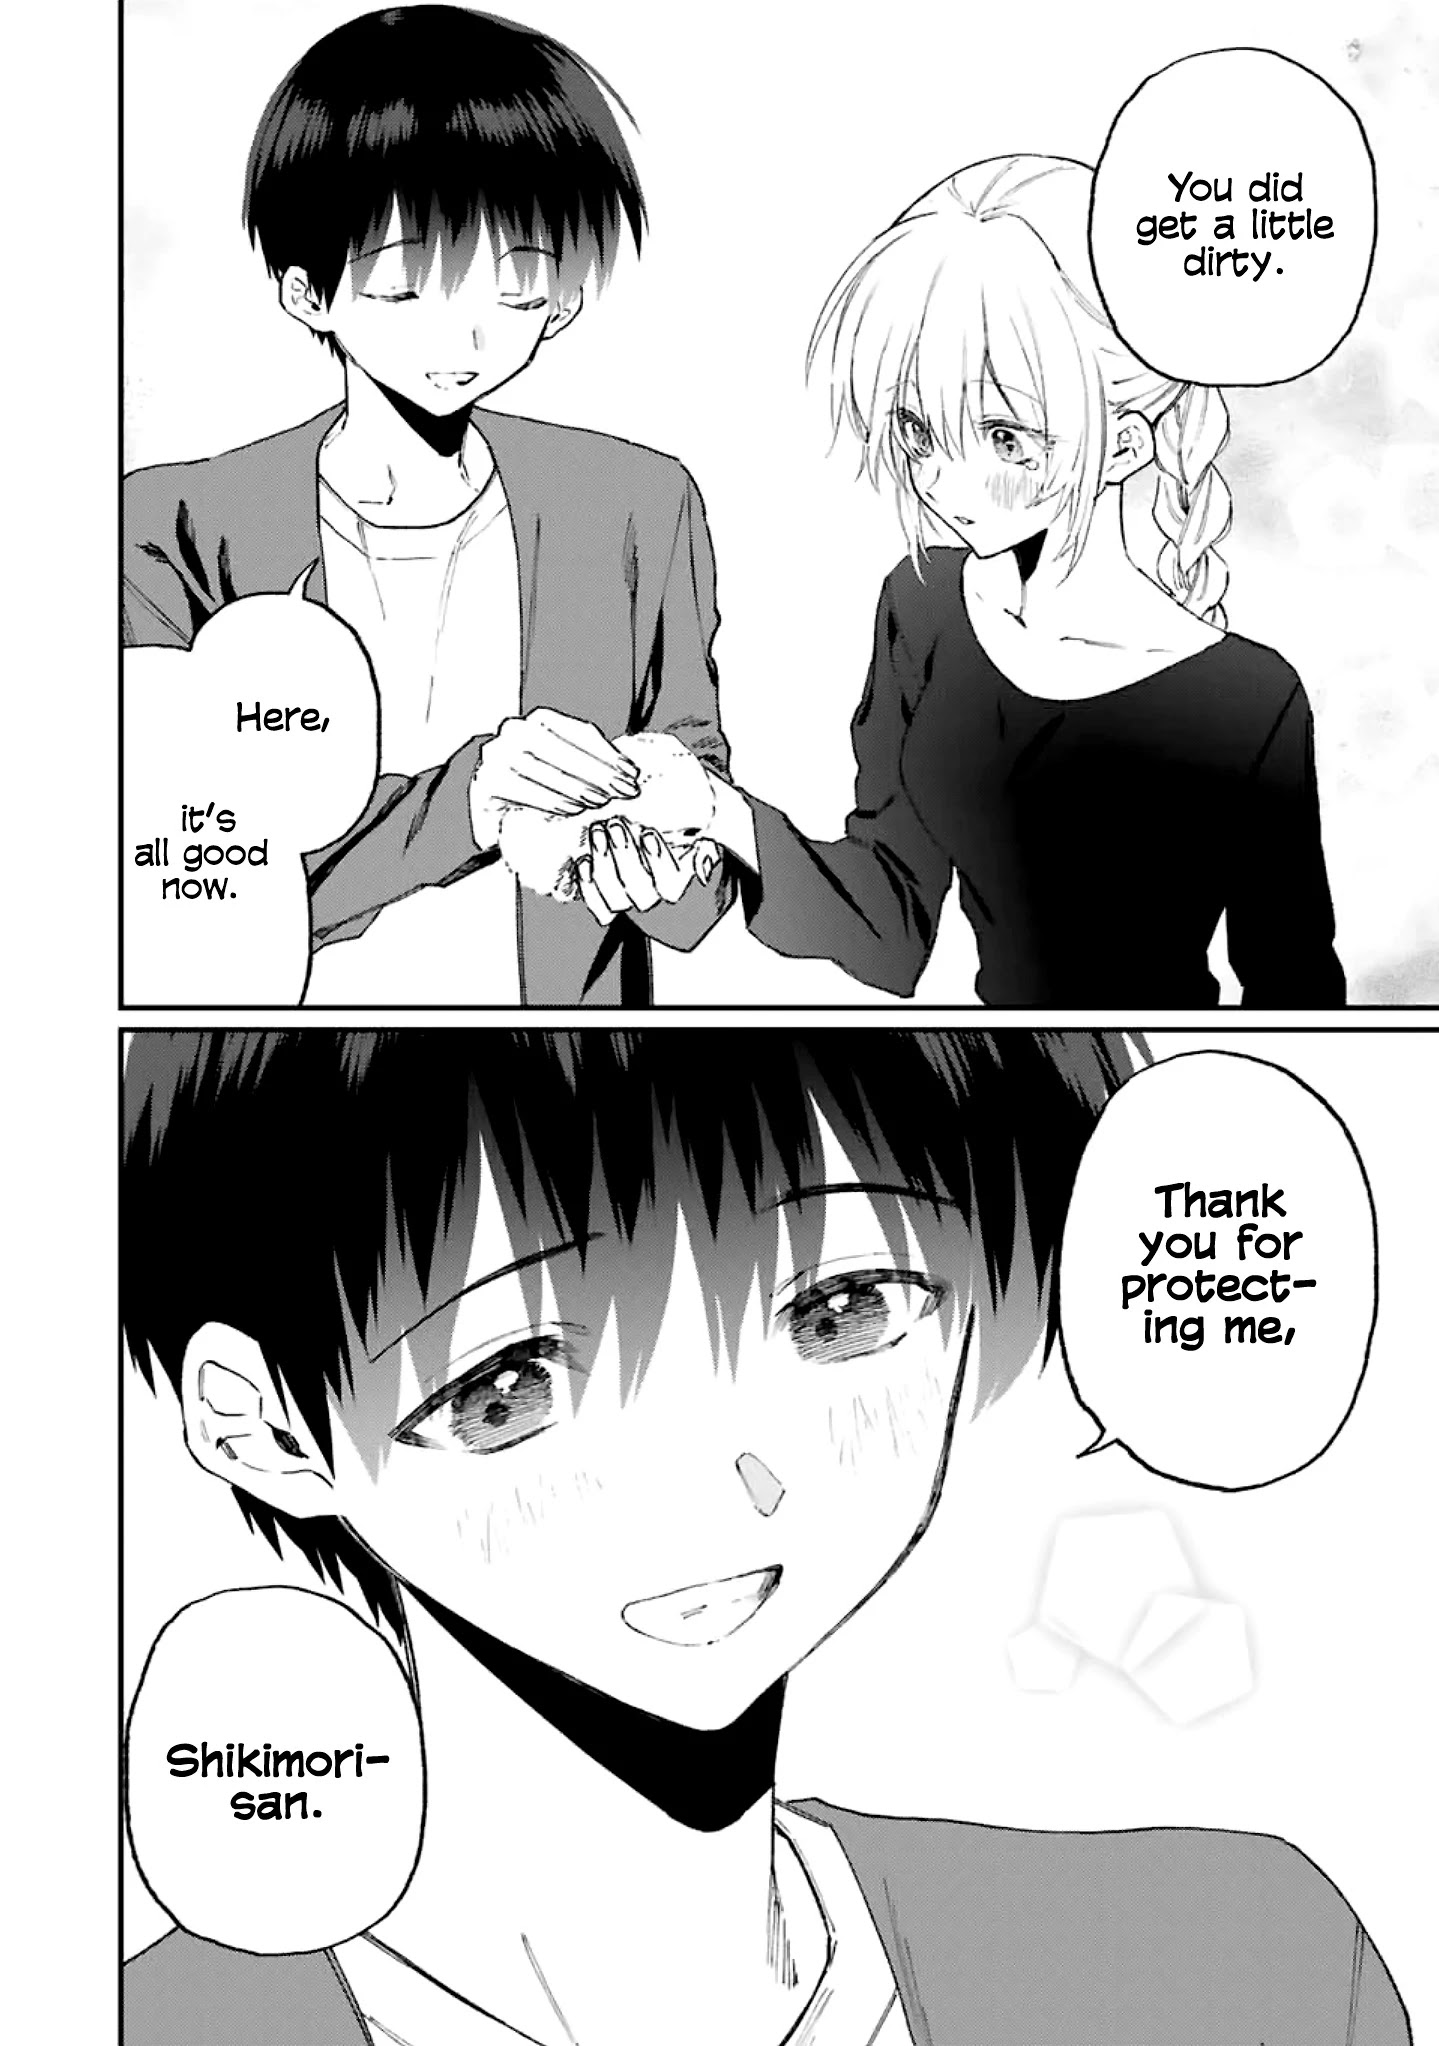 You did
get a little
dirty.
Here,
it's
all good
now.
Thank
you for
protect-
ing me,
Shikimori-
san.